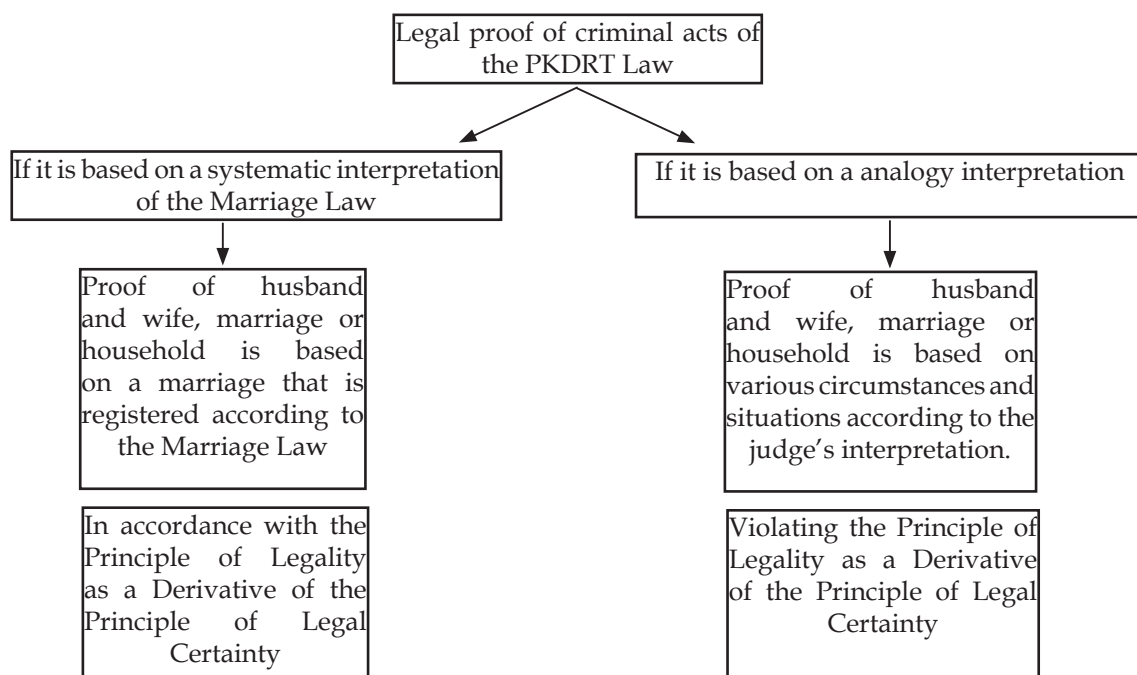 Legal proof of criminal acts of
the PKDRT Law
If it is based on a systematic interpretation
of the Marriage Law
If it is based on a analogy interpretation
Proof of husband
and wife, marriage or
household is based
on a marriage that is
registered according to
the Marriage Law
Proof of husband
and wife, marriage or
household is based on
various circumstances and
situations according to the
judge’s interpretation.
In accordance with the
Principle of Legality
as a Derivative of the
Principle of Legal
Certainty
Violating the Principle of
Legality as a Derivative
of the Principle of Legal
Certainty